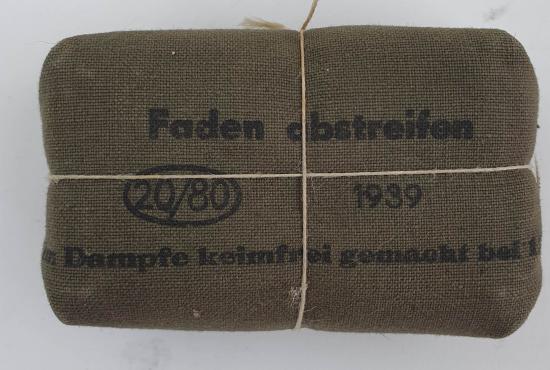 Faden abstreifen
20/80 1939
Dampfe keimfrei gemacht bei